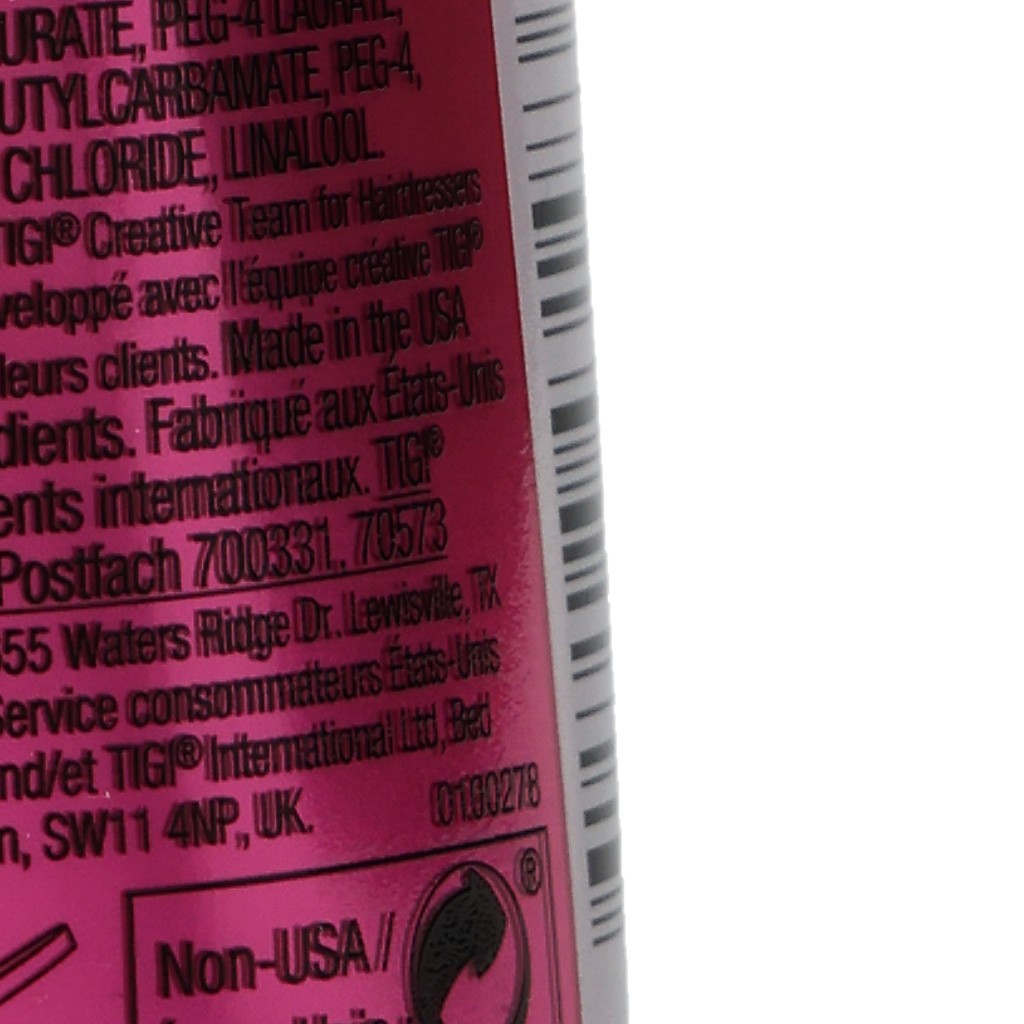 URATE, PEG-4 LAURATE,
UTYLCARBAMATE, PEG-4,
CHLORIDE, LINALOOL.
TIGI® Creative Team for Hairdressers
veloppé avec l'équipe créative TIGI®
leurs clients. Made in the USA
dients. Fabriqué aux États-Unis
ents internationaux. TIGI®
Postfach 700331. 70573
355 Waters Ridge Dr. Lewisville, TX
Service consommateurs États-Unis
nd/et TIGI® International Ltd, Bed
n, SW11 4NP, UK.
0160278
®
Non-USA //